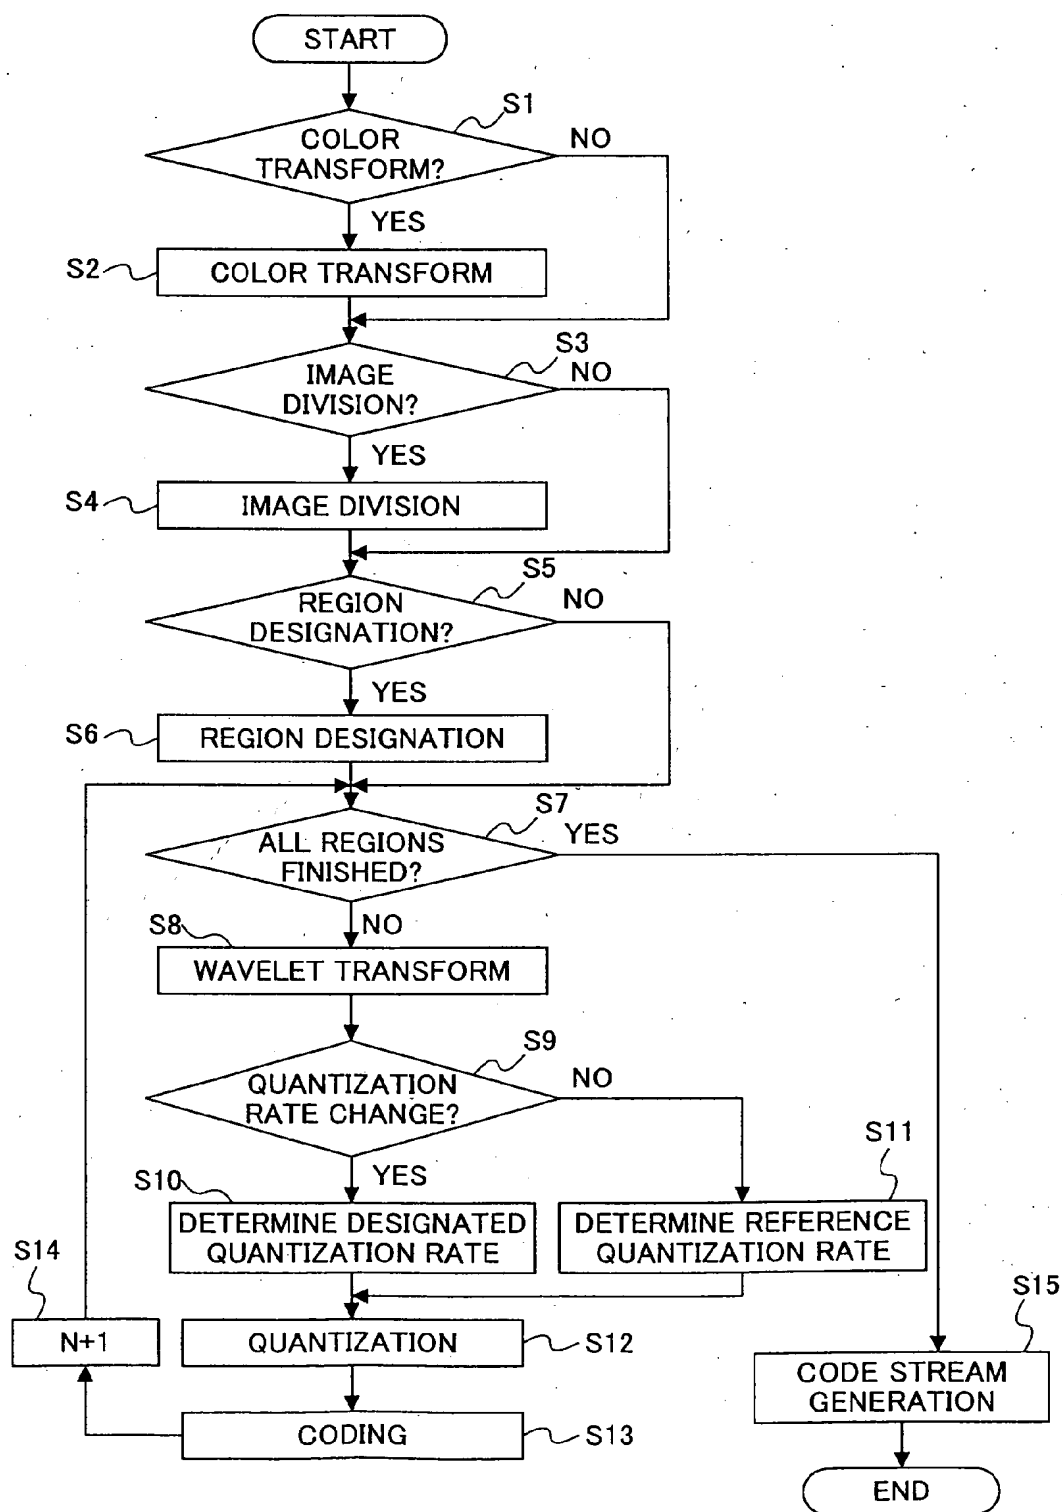 START
S1
COLOR
TRANSFORM?
NO
YES
S2
COLOR TRANSFORM
S3
IMAGE
DIVISION?
NO
YES
S4
IMAGE DIVISION
S5
REGION
DESIGNATION?
NO
YES
S6
REGION DESIGNATION
S7
ALL REGIONS
FINISHED?
YES
NO
S8
WAVELET TRANSFORM
S9
QUANTIZATION
RATE CHANGE?
NO
YES
S10
DETERMINE DESIGNATED
QUANTIZATION RATE
S11
DETERMINE REFERENCE
QUANTIZATION RATE
S14
N+1
QUANTIZATION
S12
CODING
S13
S15
CODE STREAM
GENERATION
END